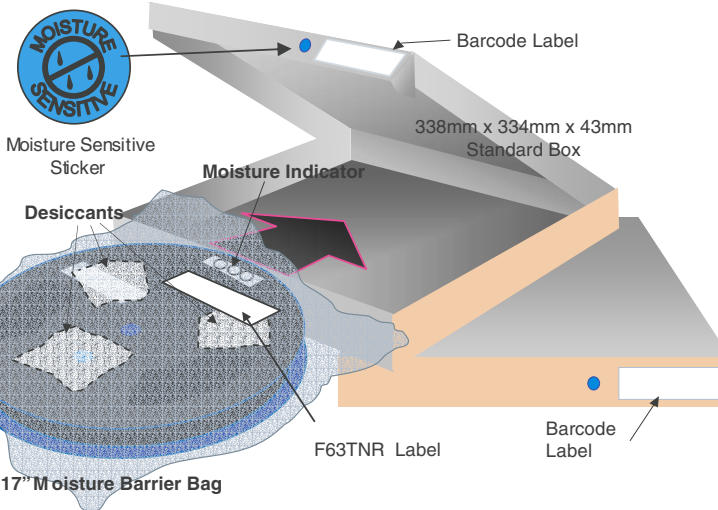 MOISTURE
SENSITIVE
Barcode Label
338mm x 334mm x 43mm
Standard Box
Moisture Sensitive
Sticker
Moisture Indicator
Desiccants
F63TNR Label
Barcode
Label
17" Moisture Barrier Bag